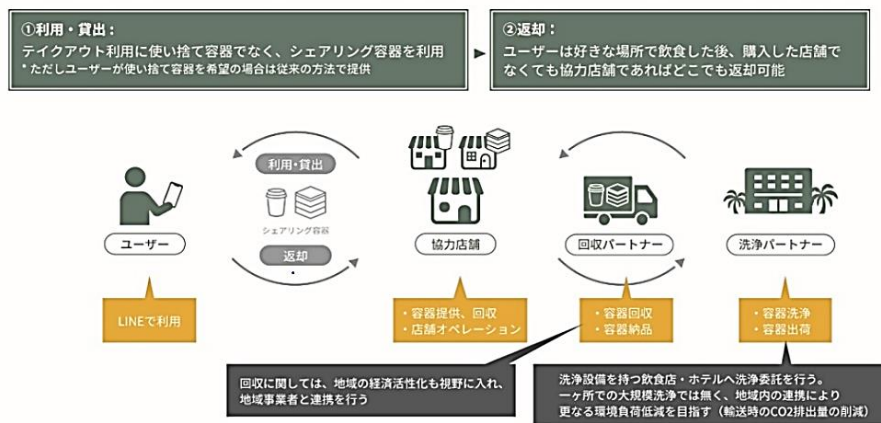 ①利用・貸出：
テイクアウト利用に使い捨て容器でなく、シェアリング容器を利用
* ただしユーザーが使い捨て容器を希望の場合は従来の方法で提供
②返却：
ユーザーは好きな場所で飲食した後、購入した店舗で
なくても協力店舗であればどこでも返却可能
利用・貸出
シェアリング容器
返却
ユーザー
協力店舗
回収パートナー
洗浄パートナー
LINEで利用
・容器提供、回収
・店舗オペレーション
・容器回収
・容器納品
・容器洗浄
・容器出荷
回収に関しては、地域の経済活性化も視野に入れ、
地域事業者と連携を行う
洗浄設備を持つ飲食店・ホテルへ洗浄委託を行う。
一ヶ所での大規模洗浄では無く、地域内の連携により
更なる環境負荷低減を目指す（輸送時のCO2排出量の削減）